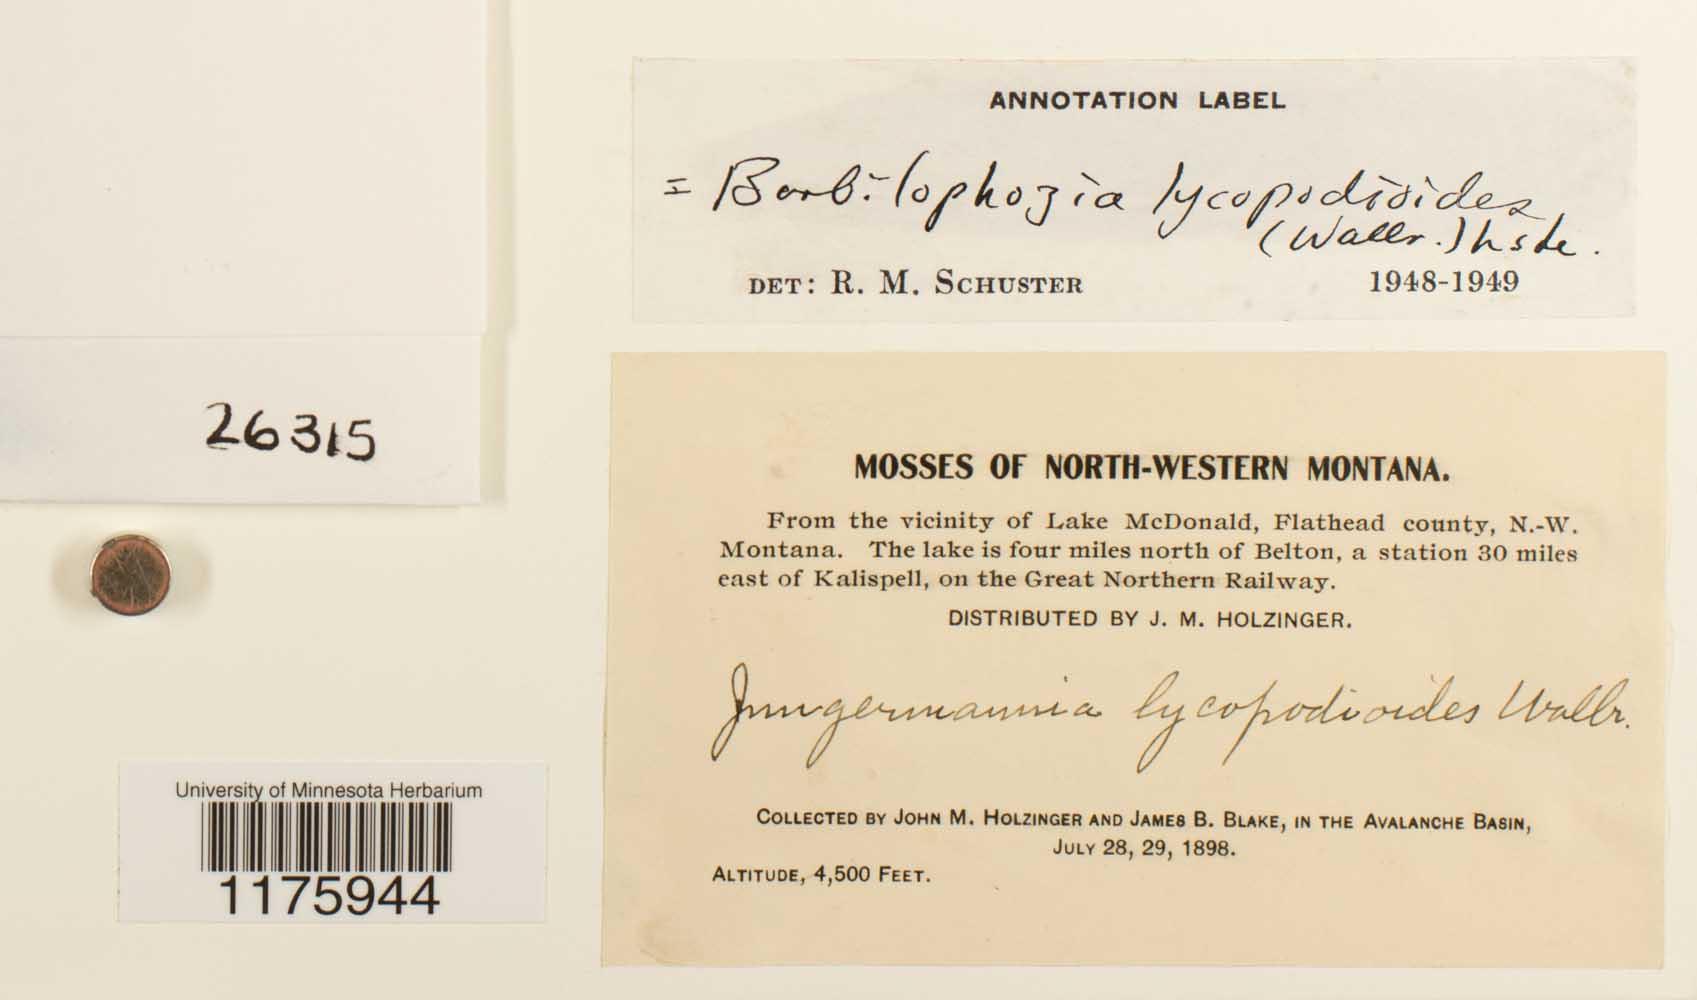 ANNOTATION LABEL
= Barbilophozia lycopodioides
(Wallr.) Lske.
DET: R. M. SCHUSTER 1948-1949
26315
MOSSES OF NORTH-WESTERN MONTANA.
From the vicinity of Lake McDonald, Flathead county, N.-W.
Montana. The lake is four miles north of Belton, a station 30 miles
east of Kalispell, on the Great Northern Railway.
DISTRIBUTED BY J. M. HOLZINGER.
Jungermannia lycopodioides Wallr.
COLLECTED BY JOHN M. HOLZINGER AND JAMES B. BLAKE, IN THE AVALANCHE BASIN,
JULY 28, 29, 1898.
ALTITUDE, 4,500 FEET.
University of Minnesota Herbarium
1175944